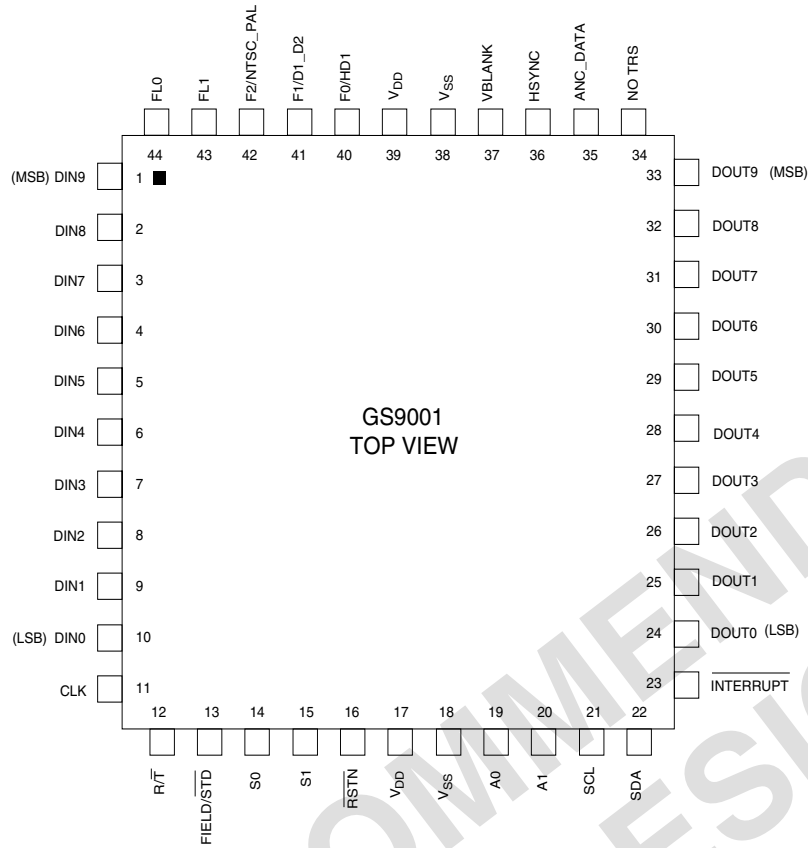 FL0
FL1
F2/NTSC_PAL
F1/D1_D2
F0/HD1
VDD
VSS
VBLANK
HSYNC
ANC_DATA
NO TRS
44 43 42 41 40 39 38 37 36 35 34
(MSB) DIN9 1
33 DOUT9 (MSB)
DIN8 2
32 DOUT8
DIN7 3
31 DOUT7
DIN6 4
30 DOUT6
DIN5 5
29 DOUT5
GS9001
TOP VIEW
DIN4 6
28 DOUT4
DIN3 7
27 DOUT3
DIN2 8
26 DOUT2
DIN1 9
25 DOUT1
(LSB) DIN0 10
24 DOUT0 (LSB)
CLK 11
23 INTERRUPT
12 13 14 15 16 17 18 19 20 21 22
R/T
FIELD/STD
S0
S1
RSTN
VDD
VSS
A0
A1
SCL
SDA
OMMEND
ESIG